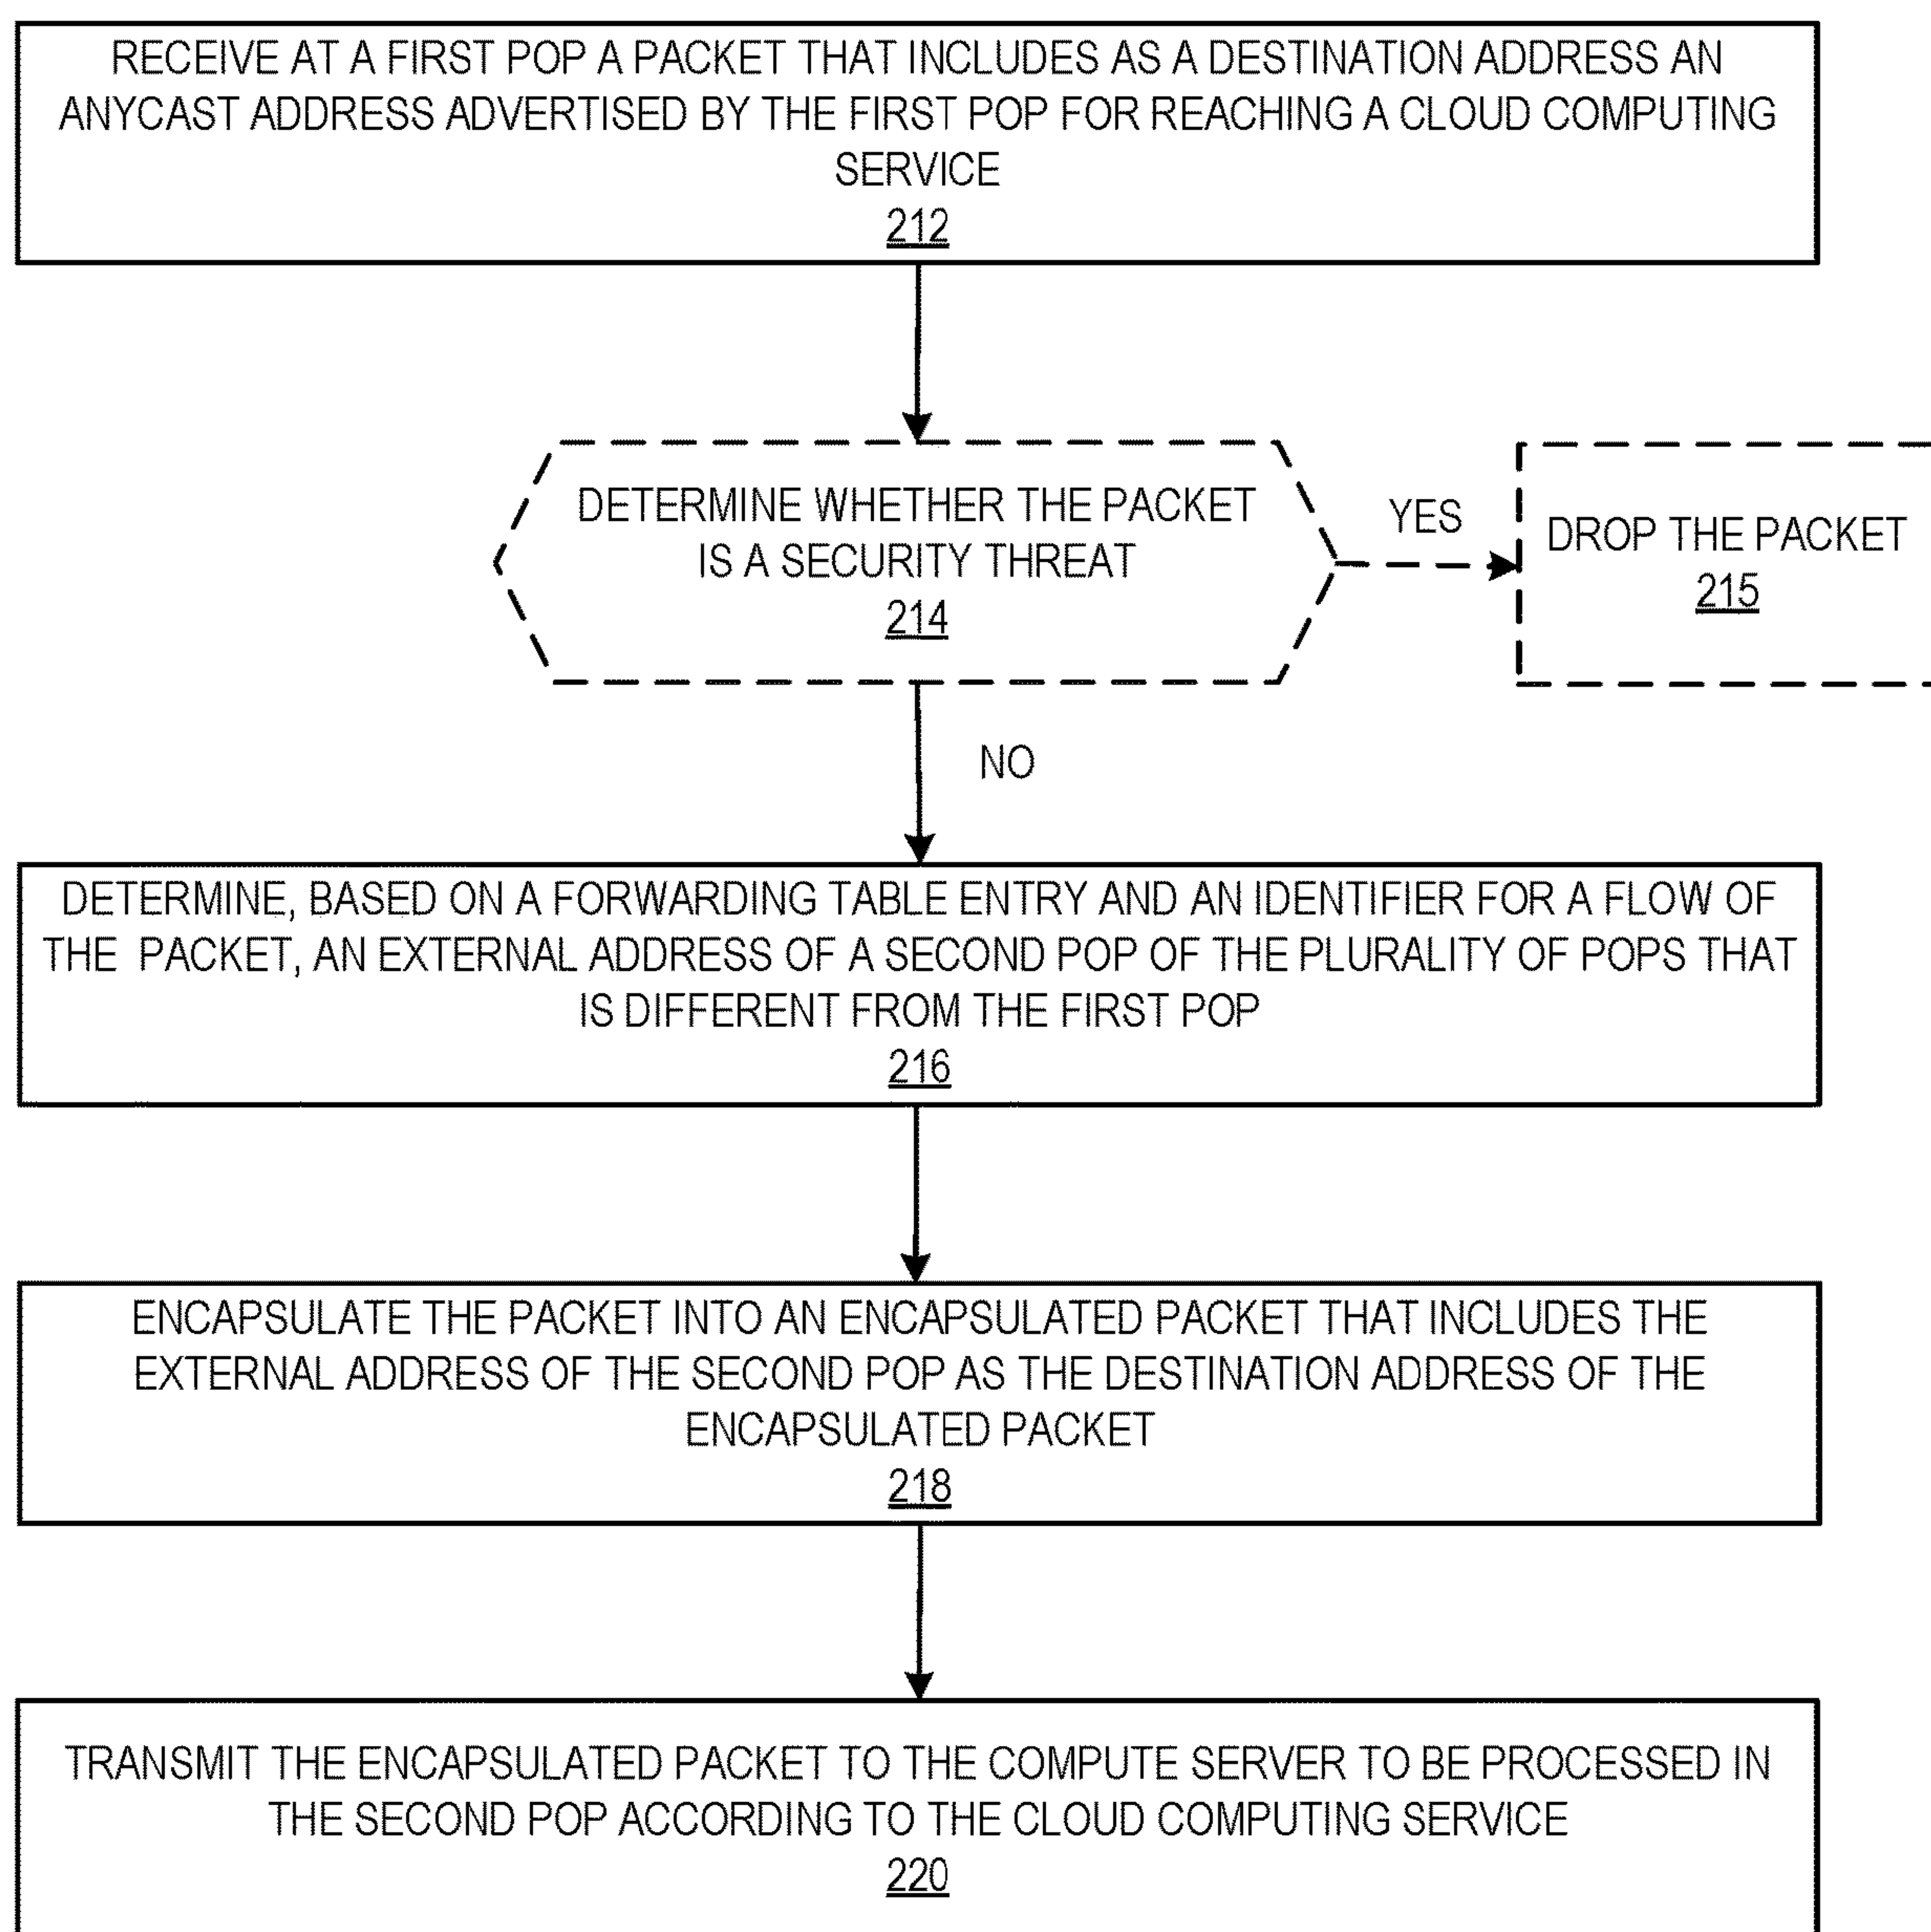 RECEIVE AT A FIRST POP A PACKET THAT INCLUDES AS A DESTINATION ADDRESS AN
ANYCAST ADDRESS ADVERTISED BY THE FIRST POP FOR REACHING A CLOUD COMPUTING
SERVICE
212
DETERMINE WHETHER THE PACKET
IS A SECURITY THREAT
214
YES
DROP THE PACKET
215
NO
DETERMINE, BASED ON A FORWARDING TABLE ENTRY AND AN IDENTIFIER FOR A FLOW OF
THE PACKET, AN EXTERNAL ADDRESS OF A SECOND POP OF THE PLURALITY OF POPS THAT
IS DIFFERENT FROM THE FIRST POP
216
ENCAPSULATE THE PACKET INTO AN ENCAPSULATED PACKET THAT INCLUDES THE
EXTERNAL ADDRESS OF THE SECOND POP AS THE DESTINATION ADDRESS OF THE
ENCAPSULATED PACKET
218
TRANSMIT THE ENCAPSULATED PACKET TO THE COMPUTE SERVER TO BE PROCESSED IN
THE SECOND POP ACCORDING TO THE CLOUD COMPUTING SERVICE
220